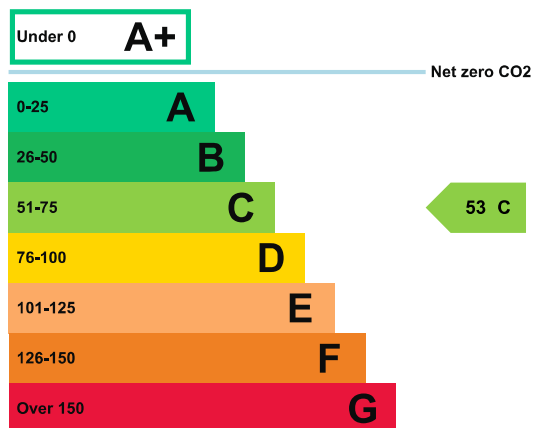 Under 0 A+
Net zero CO2
0-25 A
26-50 B
51-75 C
53 C
76-100 D
101-125 E
126-150 F
Over 150 G